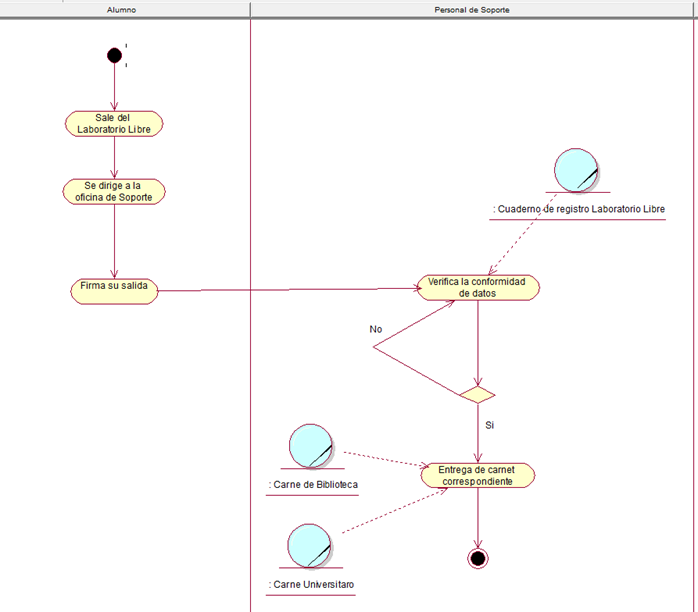 Alumno
Personal de Soporte
Sale del
Laboratorio Libre
Se dirige a la
oficina de Soporte
: Cuaderno de registro Laboratorio Libre
Firma su salida
Verifica la conformidad
de datos
No
Si
Entrega de carnet
correspondiente
: Carne de Biblioteca
: Carne Universitaro